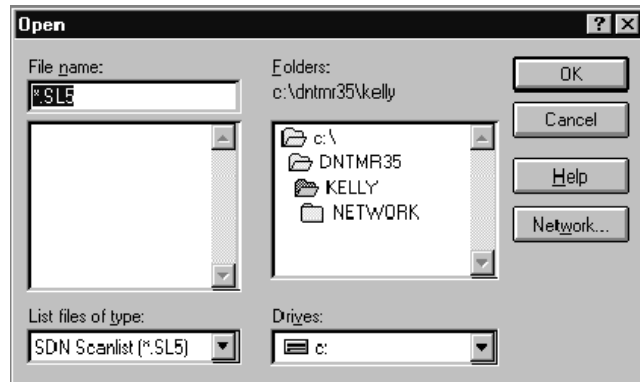 Open
File name:
*.SL5
Folders:
c:\dntmr35\kelly
c:\
DNTMR35
KELLY
NETWORK
OK
Cancel
Help
Network...
List files of type:
SDN Scanlist (*.SL5)
Drives:
c: